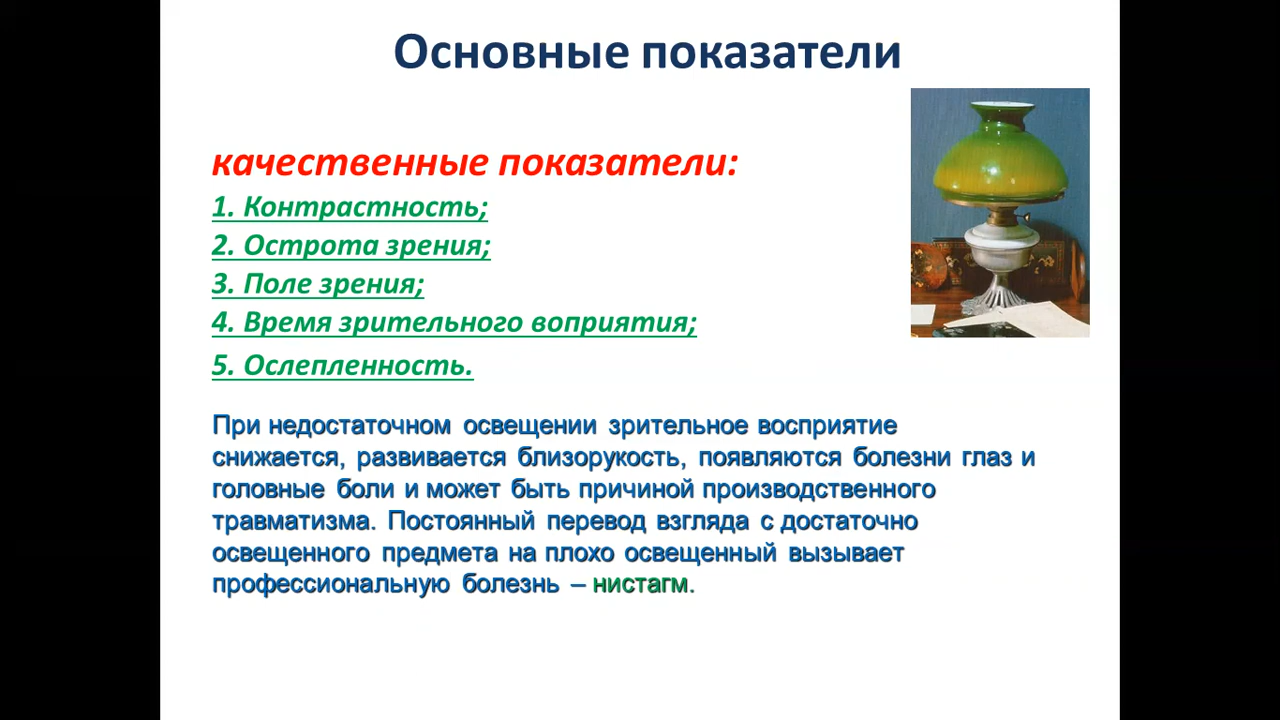 Основные показатели
качественные показатели:
1. Контрастность;
2. Острота зрения;
3. Поле зрения;
4. Время зрительного воприятия;
5. Ослепленность.
При недостаточном освещении зрительное восприятие
снижается, развивается близорукость, появляются болезни глаз и
головные боли и может быть причиной производственного
травматизма. Постоянный перевод взгляда с достаточно
освещенного предмета на плохо освещенный вызывает
профессиональную болезнь – нистагм.